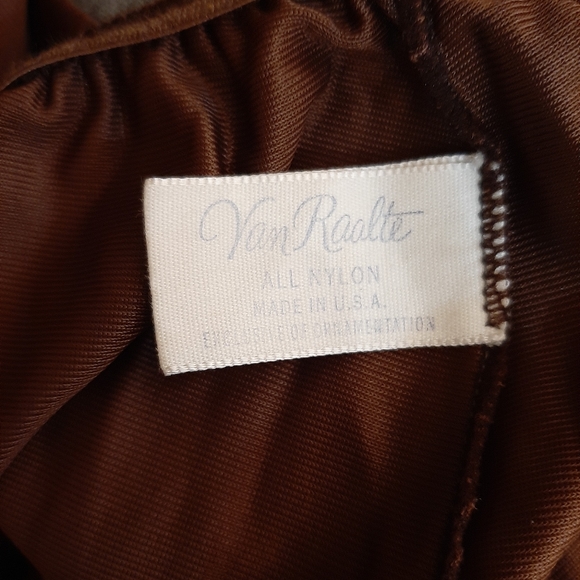 Van Raalte
ALL NYLON
MADE IN U.S.A.
EXCLUSIVE OF ORNAMENTATION